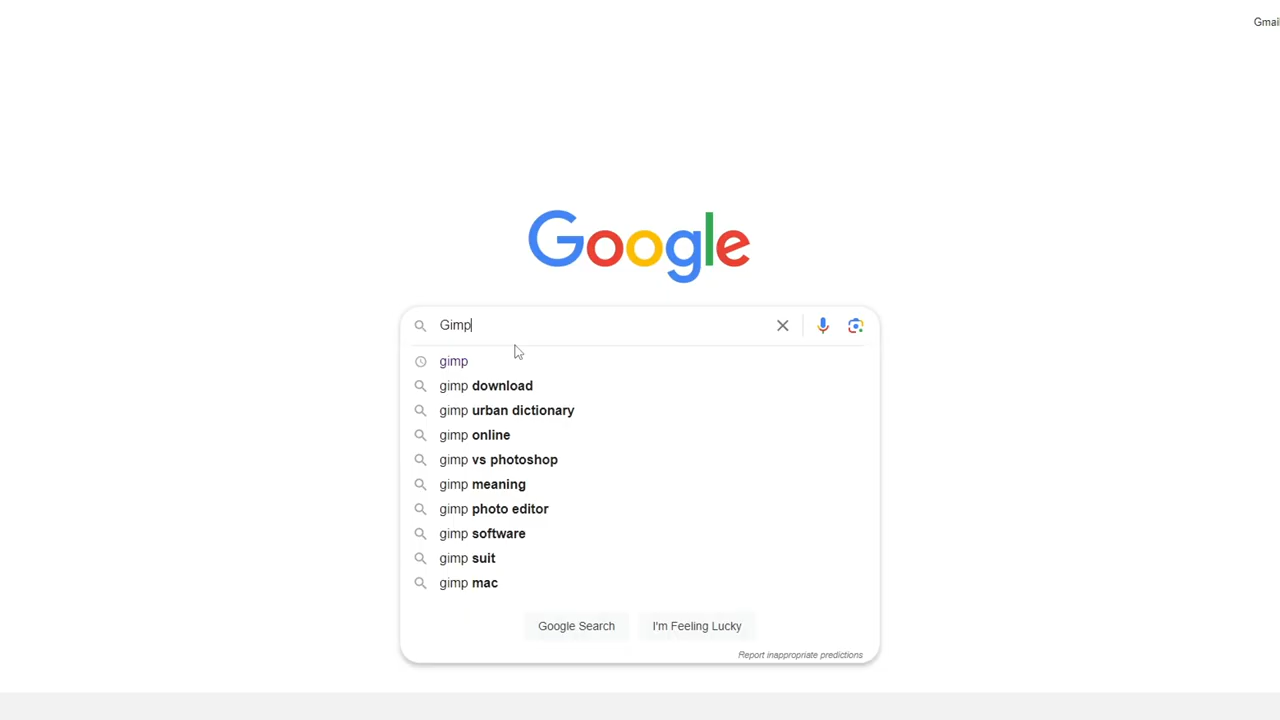 Gmail
Google
Gimp
gimp
gimp download
gimp urban dictionary
gimp online
gimp vs photoshop
gimp meaning
gimp photo editor
gimp software
gimp suit
gimp mac
Google Search
I'm Feeling Lucky
Report inappropriate predictions